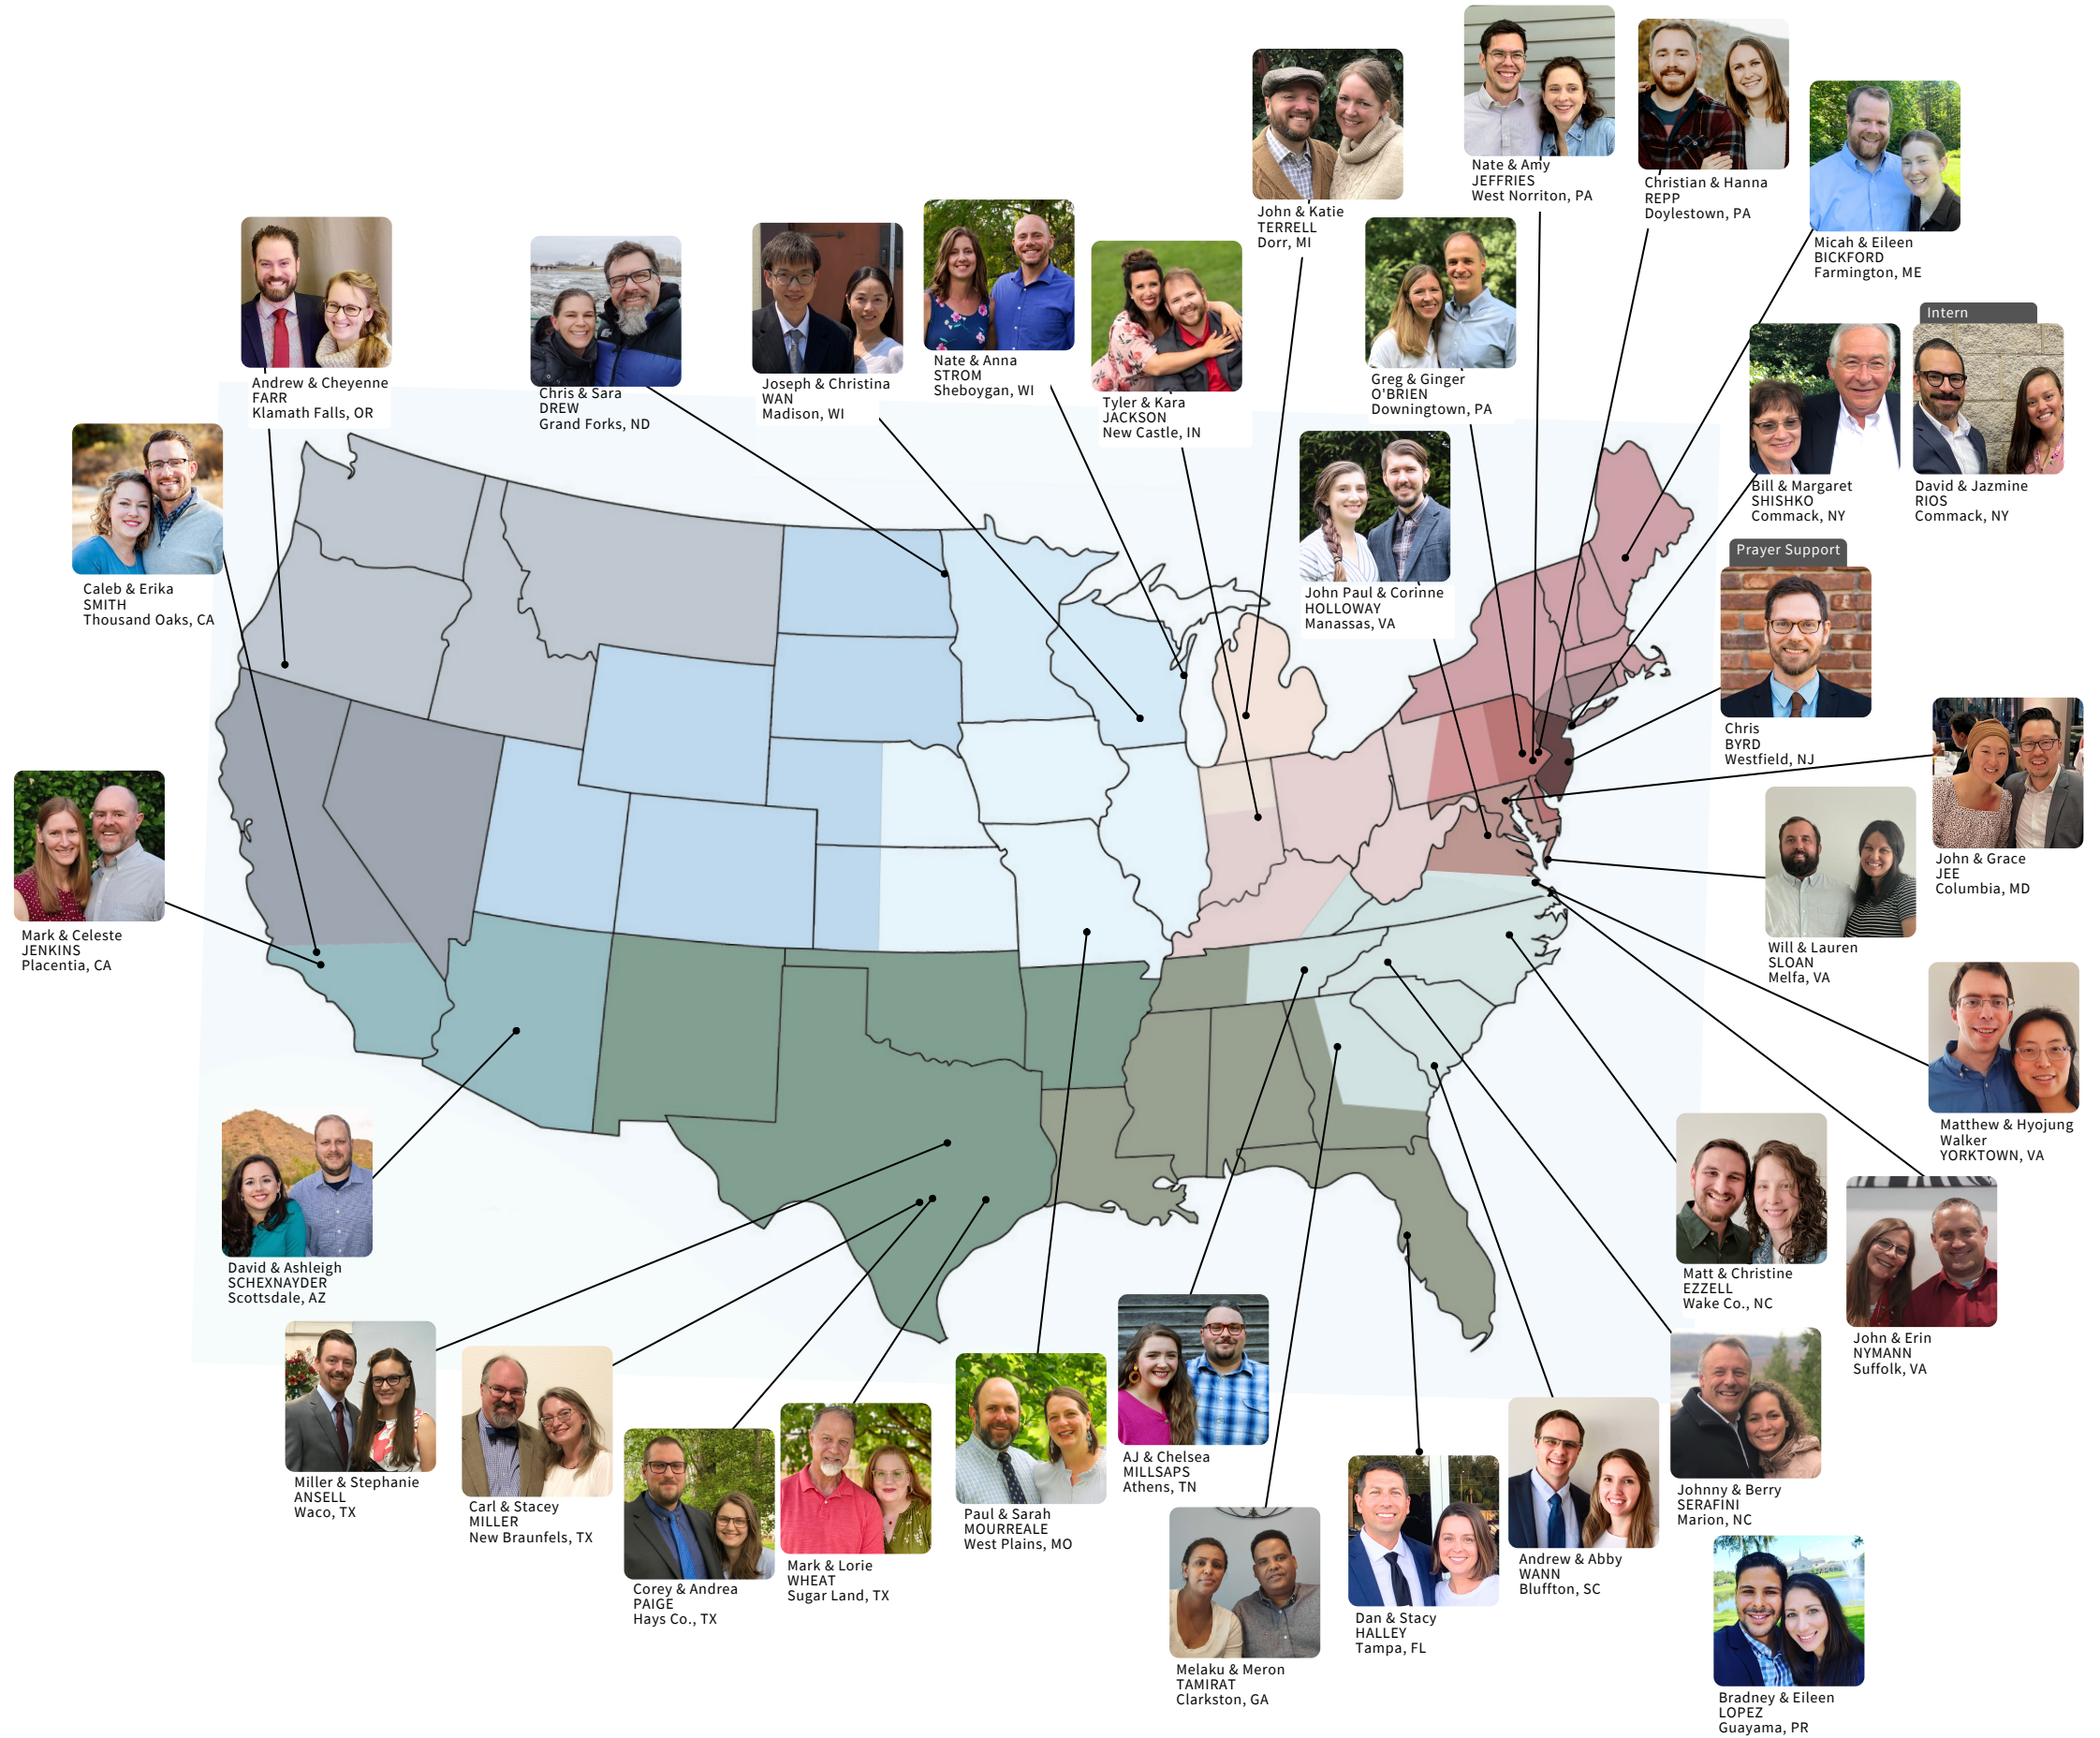 Nate & Amy
JEFFRIES
West Norriton, PA
Christian & Hanna
REPP
Doylestown, PA
John & Katie
TERRELL
Dorr, MI
Micah & Eileen
BICKFORD
Farmington, ME
Intern
Andrew & Cheyenne
FARR
Klamath Falls, OR
Chris & Sara
DREW
Grand Forks, ND
Joseph & Christina
WAN
Madison, WI
Nate & Anna
STROM
Sheboygan, WI
Tyler & Kara
JACKSON
New Castle, IN
Greg & Ginger
O'BRIEN
Downingtown, PA
Bill & Margaret
SHISHKO
Commack, NY
David & Jazmine
RIOS
Commack, NY
Prayer Support
Caleb & Erika
SMITH
Thousand Oaks, CA
John Paul & Corinne
HOLLOWAY
Manassas, VA
Chris
BYRD
Westfield, NJ
John & Grace
JEE
Columbia, MD
Mark & Celeste
JENKINS
Placentia, CA
Will & Lauren
SLOAN
Melfa, VA
Matthew & Hyojung
Walker
YORKTOWN, VA
David & Ashleigh
SCHEXNAYDER
Scottsdale, AZ
Matt & Christine
EZZELL
Wake Co., NC
John & Erin
NYMANN
Suffolk, VA
Miller & Stephanie
ANSELL
Waco, TX
Carl & Stacey
MILLER
New Braunfels, TX
Corey & Andrea
PAIGE
Hays Co., TX
Mark & Lorie
WHEAT
Sugar Land, TX
Paul & Sarah
MOURREALE
West Plains, MO
AJ & Chelsea
MILLSAPS
Athens, TN
Melaku & Meron
TAMIRAT
Clarkston, GA
Dan & Stacy
HALLEY
Tampa, FL
Andrew & Abby
WANN
Bluffton, SC
Johnny & Berry
SERAFINI
Marion, NC
Bradney & Eileen
LOPEZ
Guayama, PR